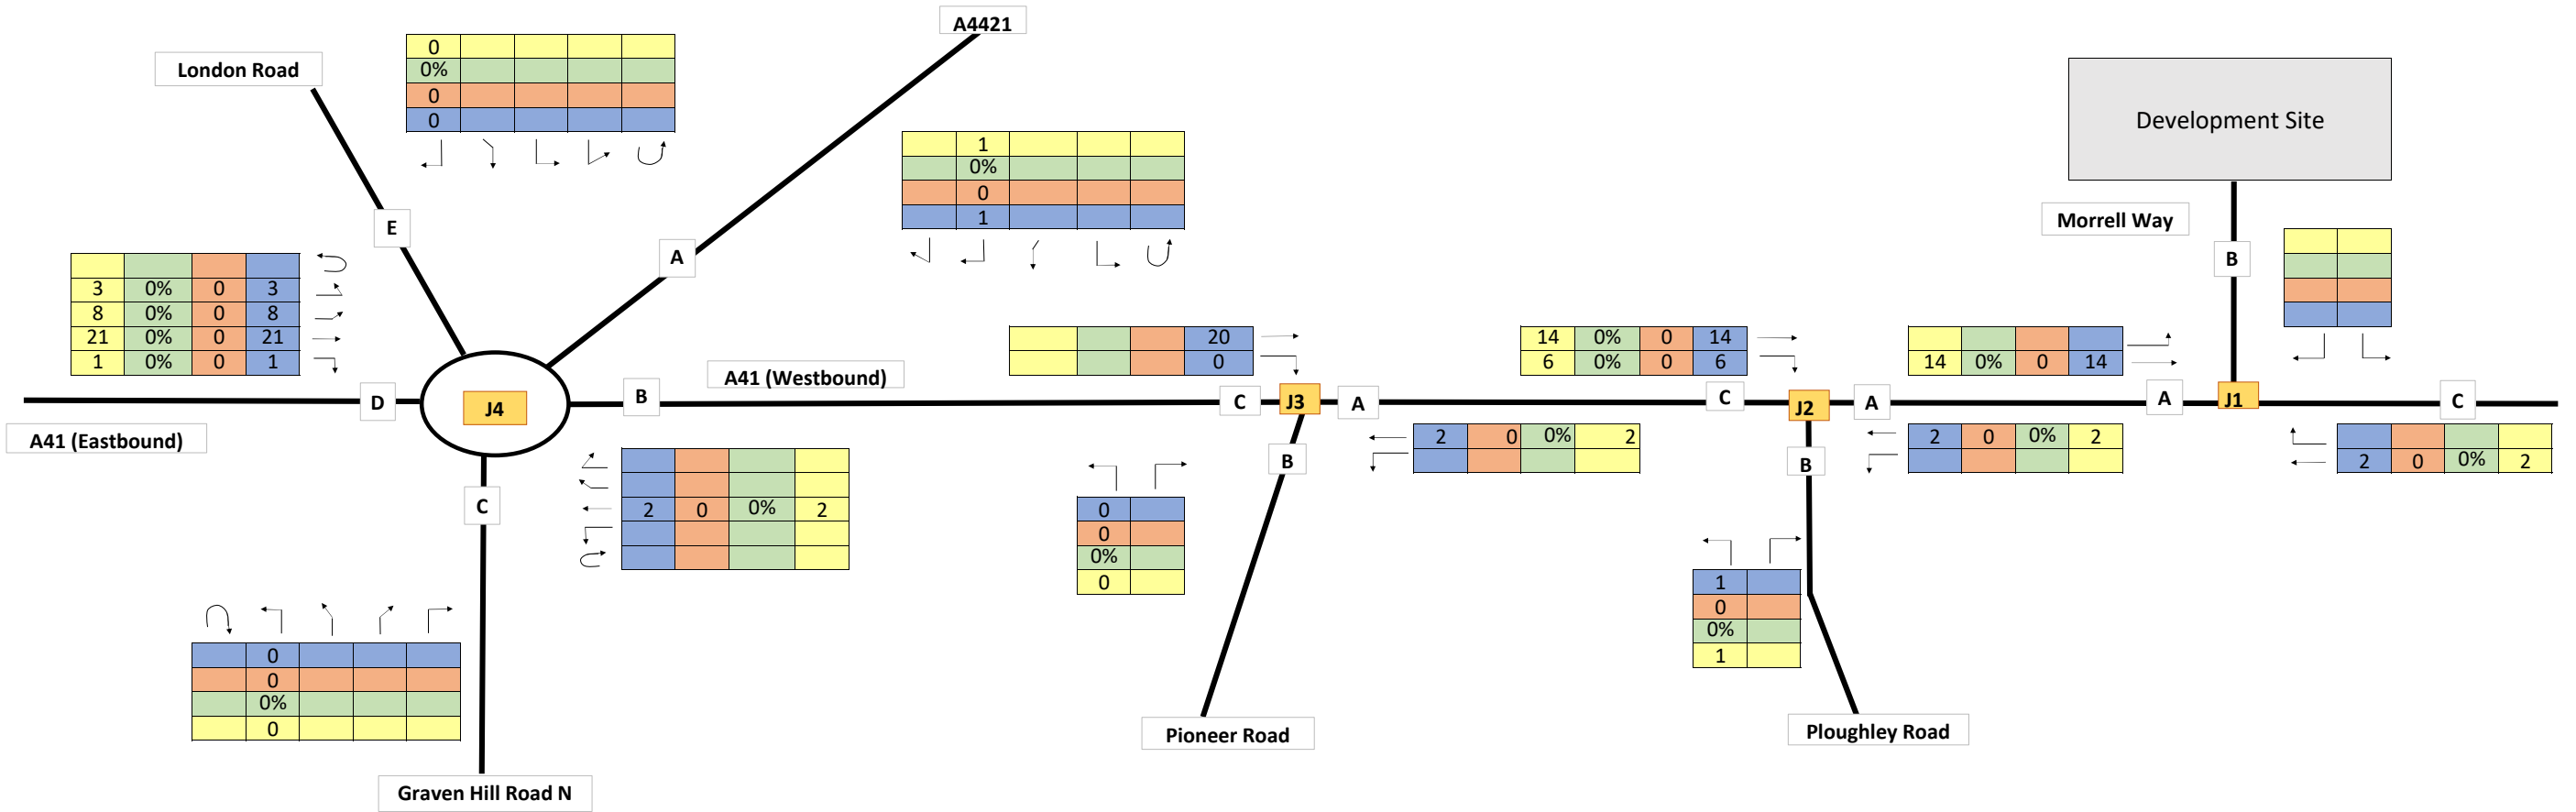 A4421
London Road
0
0%
0
0
1
0%
0
1
Development Site
Morrell Way
E
A
B
3 0% 0 3
8 0% 0 8
21 0% 0 21
1 0% 0 1
20
0
14 0% 0 14
6 0% 0 6
14 0% 0 14
A41 (Westbound)
D
J4
B
C
J3
A
C
J2
A
A
J1
C
A41 (Eastbound)
2 0 0% 2
2 0 0% 2
2 0 0% 2
B
B
C
2 0 0% 2
0
0
0%
0
1
0
0%
1
0
0
0%
0
Pioneer Road
Ploughley Road
Graven Hill Road N